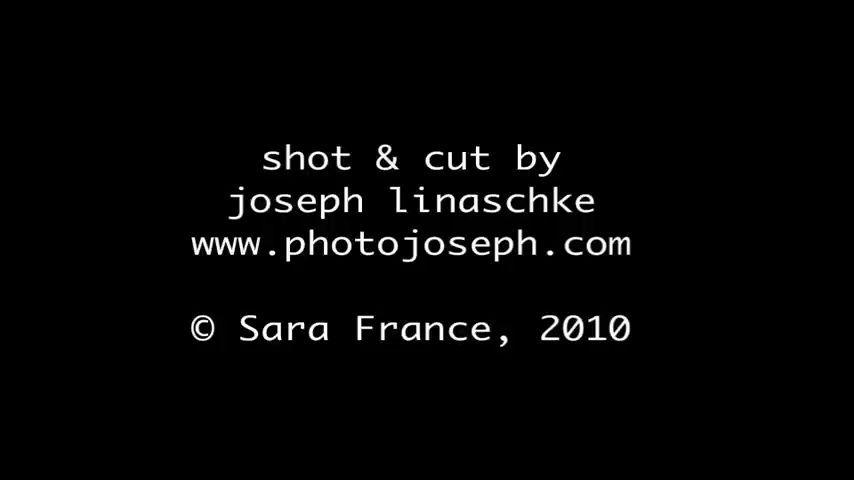 shot & cut by
joseph linaschke
www.photojoseph.com
© Sara France, 2010